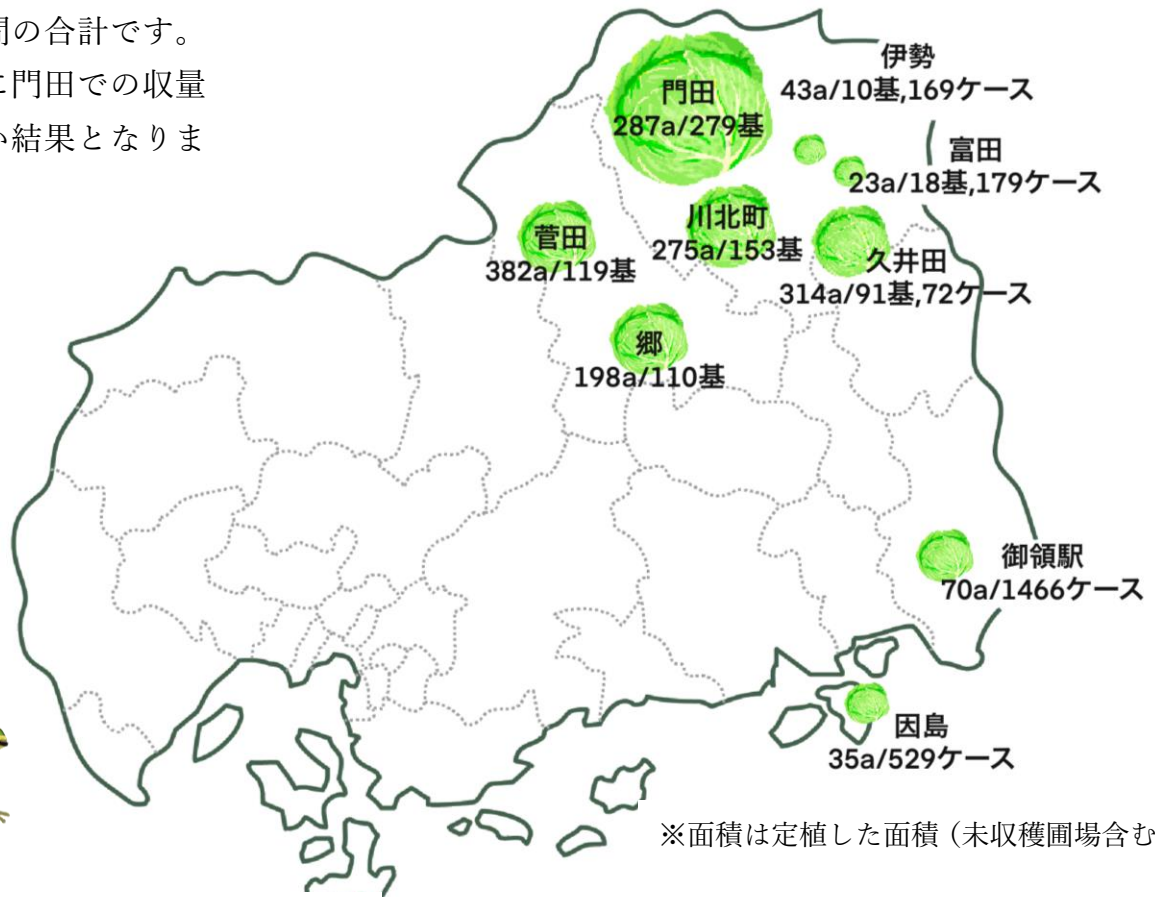 間の合計です。
に門田での収量
い結果となりま
伊勢
43a/10基,169ケース
門田
287a/279基
富田
23a/18基,179ケース
川北町
275a/153基
菅田
382a/119基
久井田
314a/91基,72ケース
郷
198a/110基
御領駅
70a/1466ケース
因島
35a/529ケース
※面積は定植した面積（未収穫圃場含む